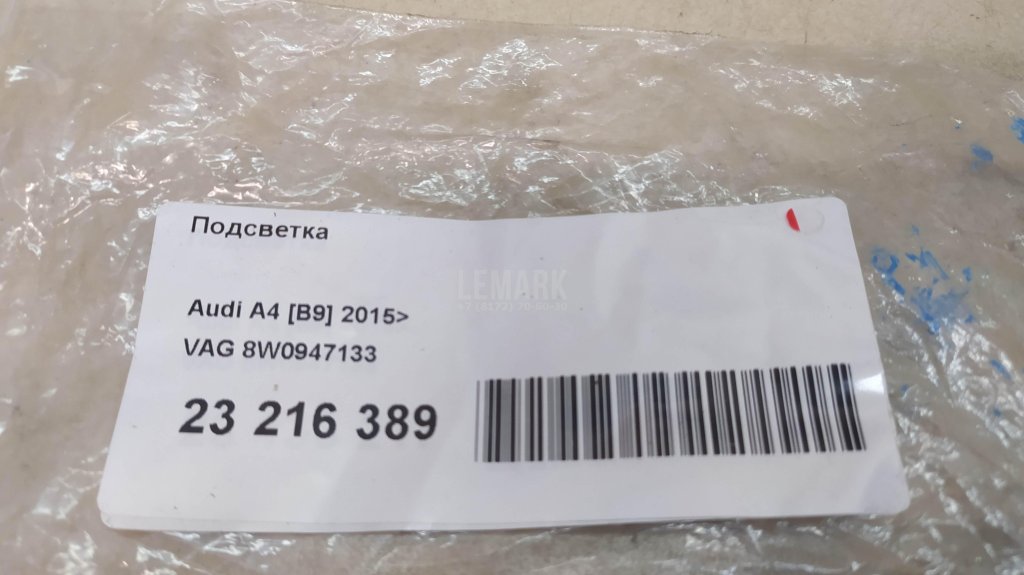 Подсветка
LEMARK
Audi A4 [B9] 2015>
VAG 8W0947133
23 216 389